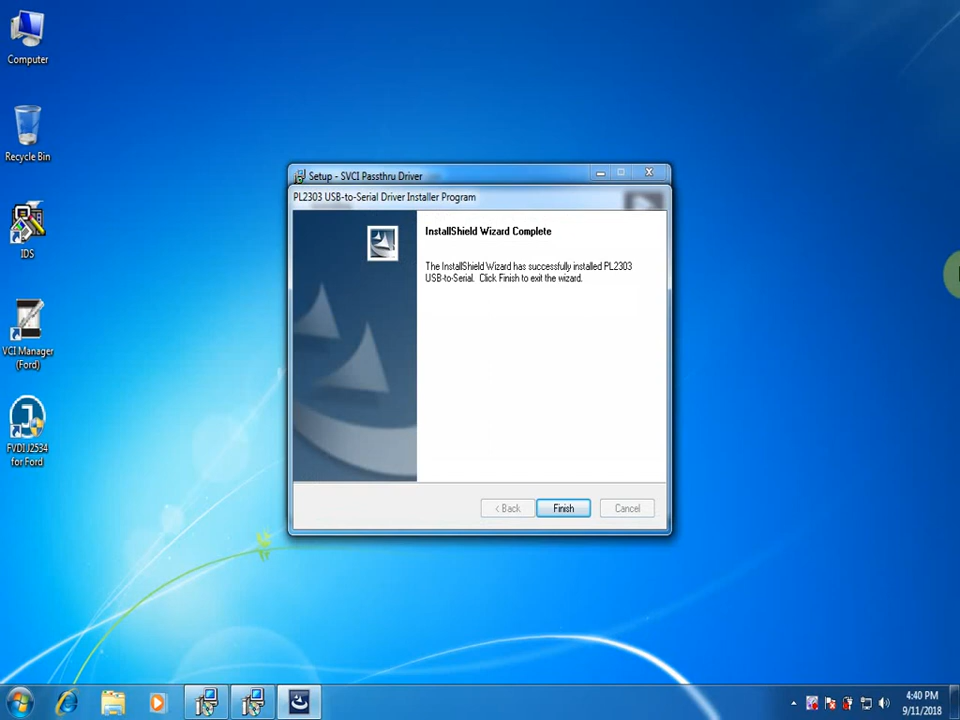 Computer
Recycle Bin
IDS
VCI Manager
(Ford)
FVDI J2534
for Ford
Setup - SVCI Passthru Driver
PL2303 USB-to-Serial Driver Installer Program
InstallShield Wizard Complete
The InstallShield Wizard has successfully installed PL2303
USB-to-Serial. Click Finish to exit the wizard.
< Back
Finish
Cancel
4:40 PM
9/11/2018